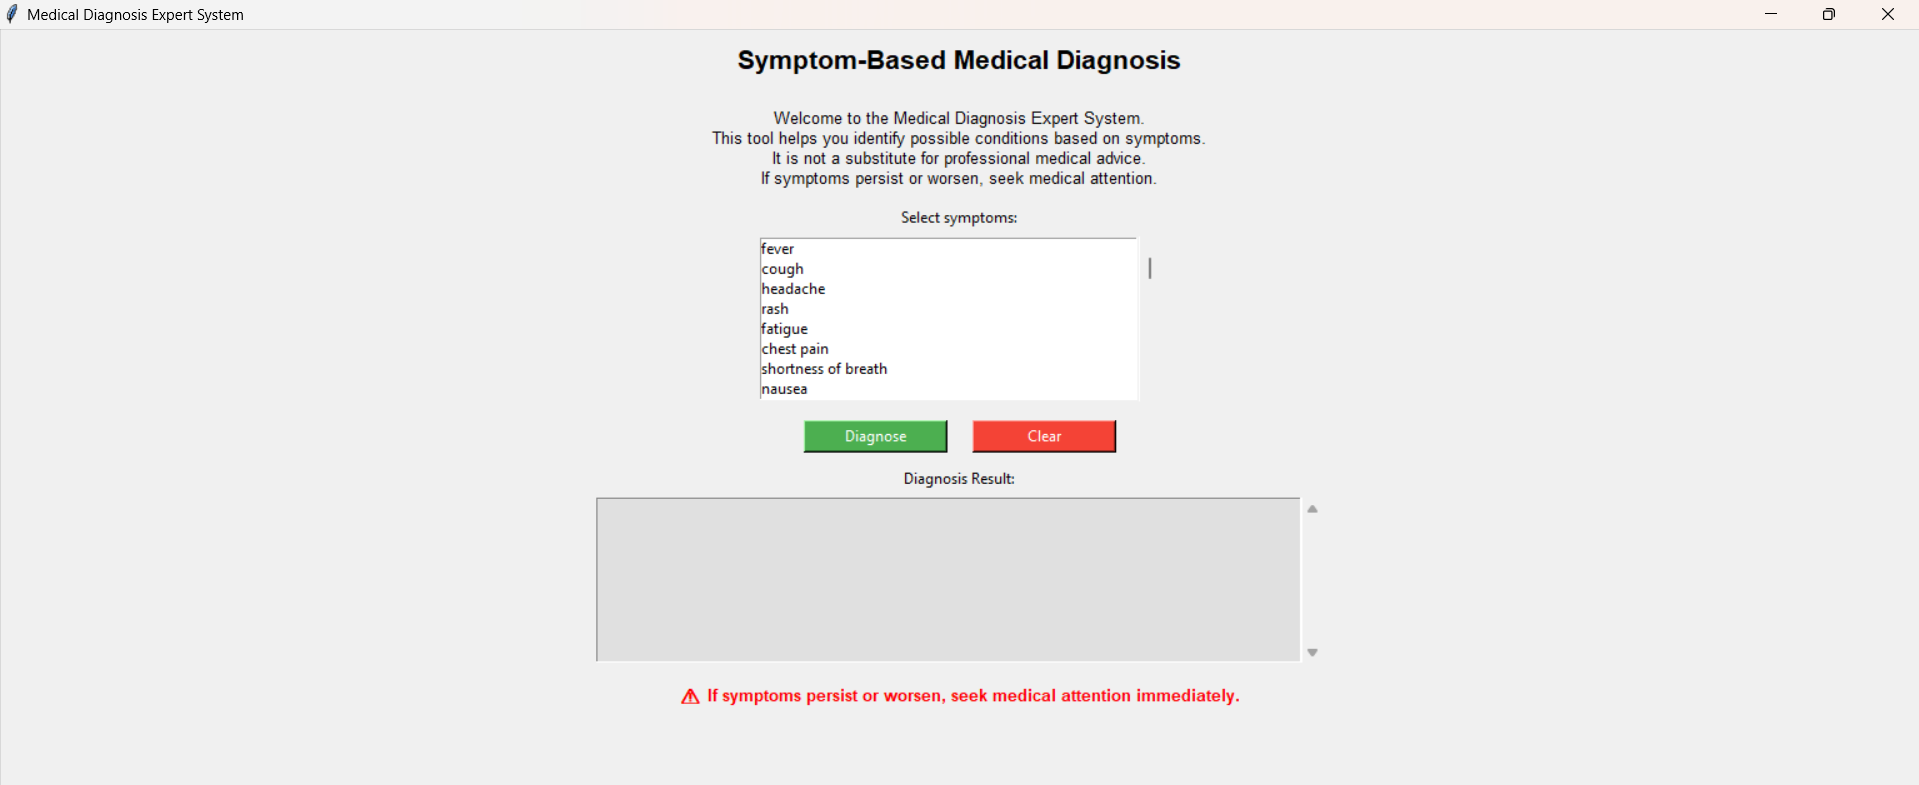 Medical Diagnosis Expert System
Symptom-Based Medical Diagnosis
Welcome to the Medical Diagnosis Expert System.
This tool helps you identify possible conditions based on symptoms.
It is not a substitute for professional medical advice.
If symptoms persist or worsen, seek medical attention.
Select symptoms:
fever
cough
headache
rash
fatigue
chest pain
shortness of breath
nausea
Diagnose Clear
Diagnosis Result:
⚠ If symptoms persist or worsen, seek medical attention immediately.